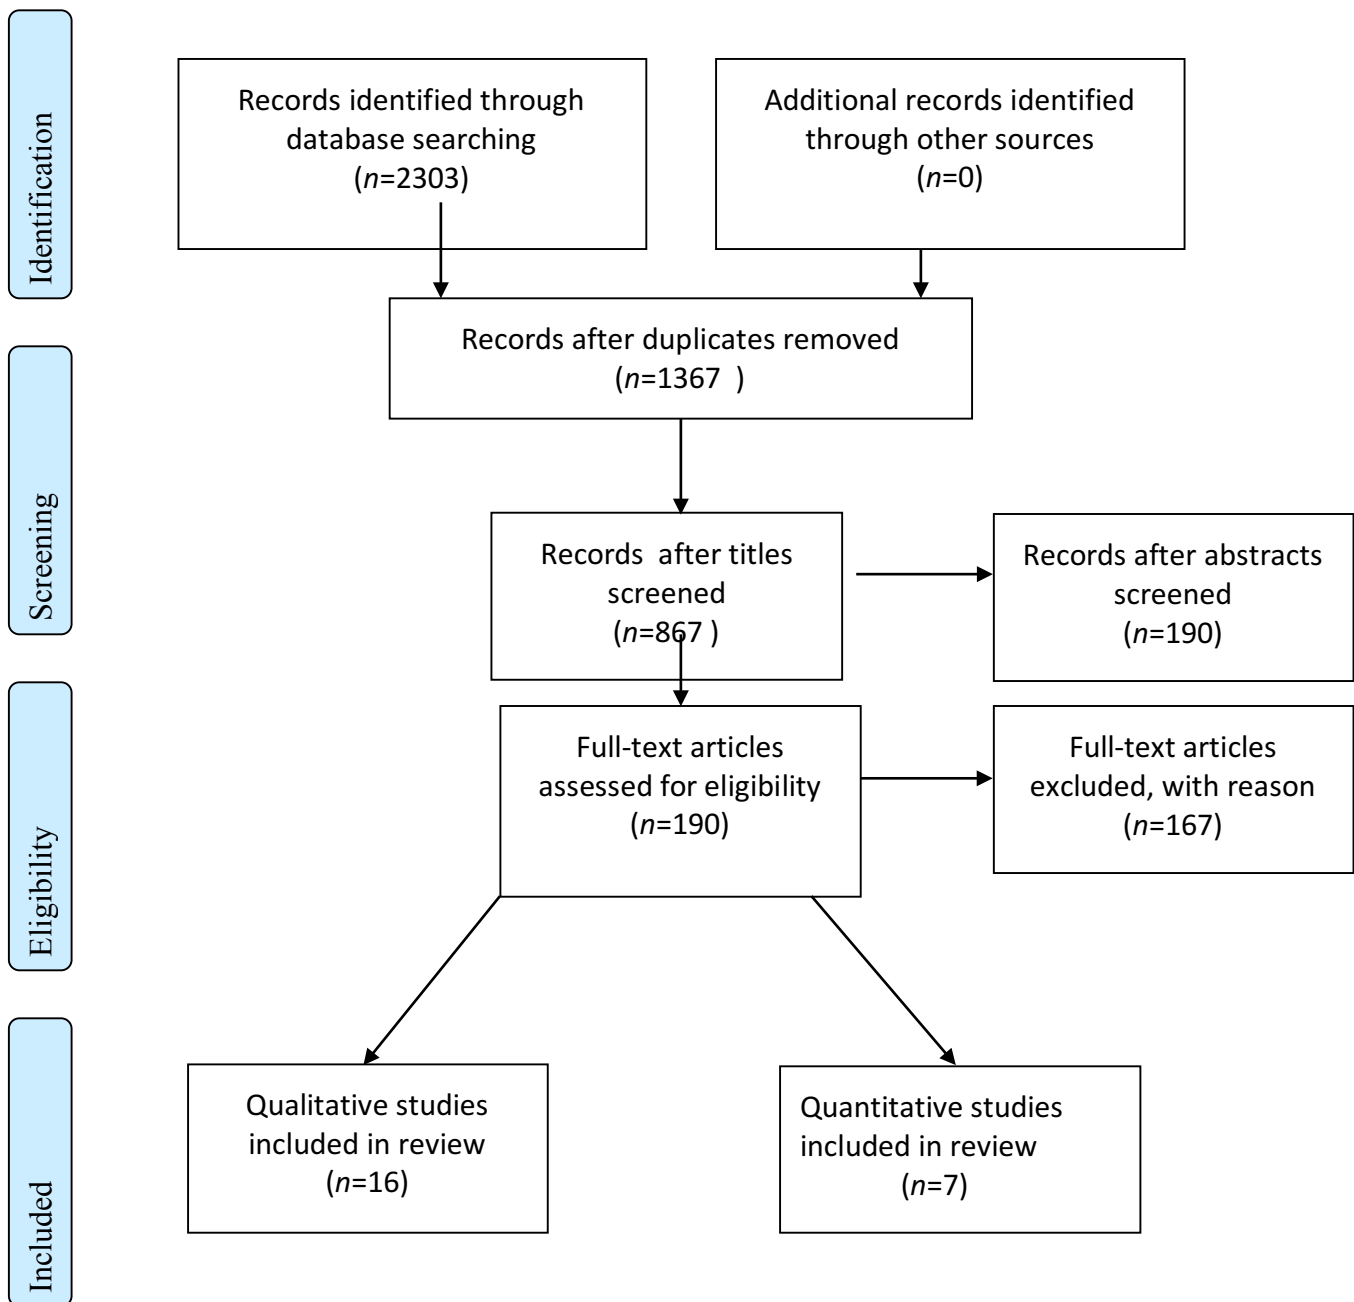 Identification
Records identified through
database searching
(n=2303)
Additional records identified
through other sources
(n=0)
Records after duplicates removed
(n=1367  )
Screening
Records  after titles
screened
(n=867 )
Records after abstracts
screened
(n=190)
Eligibility
Full-text articles
assessed for eligibility
(n=190)
Full-text articles
excluded, with reason
(n=167)
Included
Qualitative studies
included in review
(n=16)
Quantitative studies
included in review
(n=7)